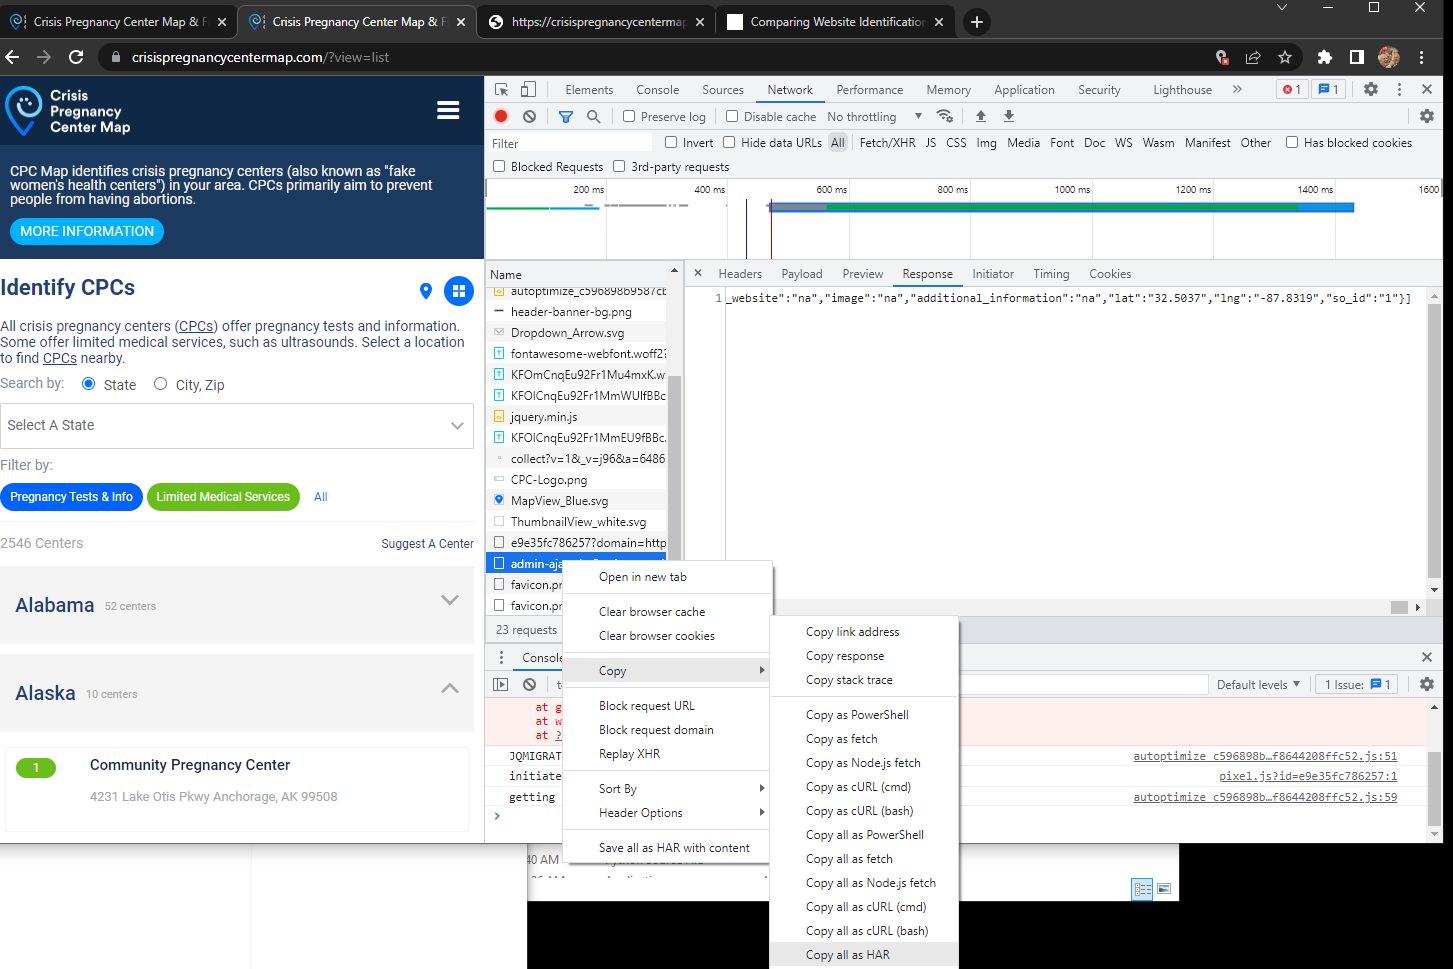 Crisis Pregnancy Center Map & F
Crisis Pregnancy Center Map & F
https://crisispregnancycentermap
Comparing Website Identification
crisispregnancycentermap.com/?view=list
Crisis
Pregnancy
Center Map
CPC Map identifies crisis pregnancy centers (also known as "fake
women's health centers") in your area. CPCs primarily aim to prevent
people from having abortions.
MORE INFORMATION
Identify CPCs
All crisis pregnancy centers (CPCs) offer pregnancy tests and information.
Some offer limited medical services, such as ultrasounds. Select a location
to find CPCs nearby.
Search by: State City, Zip
Select A State
Filter by:
Pregnancy Tests & Info Limited Medical Services All
2546 Centers Suggest A Center
Alabama 52 centers
Alaska 10 centers
1 Community Pregnancy Center
4231 Lake Otis Pkwy Anchorage, AK 99508
Elements Console Sources Network Performance Memory Application Security Lighthouse » 1 1
Preserve log Disable cache No throttling
Filter Invert Hide data URLs All Fetch/XHR JS CSS Img Media Font Doc WS Wasm Manifest Other Has blocked cookies
Blocked Requests 3rd-party requests
200 ms 400 ms 600 ms 800 ms 1000 ms 1200 ms 1400 ms 1600
Name
autoptimize_c596898b9587cb
header-banner-bg.png
Dropdown_Arrow.svg
fontawesome-webfont.woff2?
KFOmCnqEu92Fr1Mu4mxK.w
KFOlCnqEu92Fr1MmWUlfBBc
jquery.min.js
KFOlCnqEu92Fr1MmEU9fBBc.
collect?v=1&_v=j96&a=6486
CPC-Logo.png
MapView_Blue.svg
ThumbnailView_white.svg
e9e35fc786257?domain=http
admin-aja
favicon.pr
favicon.pr
23 requests
Headers Payload Preview Response Initiator Timing Cookies
1 _website":"na","image":"na","additional_information":"na","lat":"32.5037","lng":"-87.8319","so_id":"1"}]
Open in new tab
Clear browser cache
Clear browser cookies
Copy
Block request URL
Block request domain
Replay XHR
Sort By
Header Options
Save all as HAR with content
Copy link address
Copy response
Copy stack trace
Copy as PowerShell
Copy as fetch
Copy as Node.js fetch
Copy as cURL (cmd)
Copy as cURL (bash)
Copy all as PowerShell
Copy all as fetch
Copy all as Node.js fetch
Copy all as cURL (cmd)
Copy all as cURL (bash)
Copy all as HAR
Console
Default levels 1 Issue: 1
at g
at w
at ?
JQMIGRAT autoptimize_c596898b…f8644208ffc52.js:51
initiate pixel.js?id=e9e35fc786257:1
getting autoptimize_c596898b…f8644208ffc52.js:59
40 AM